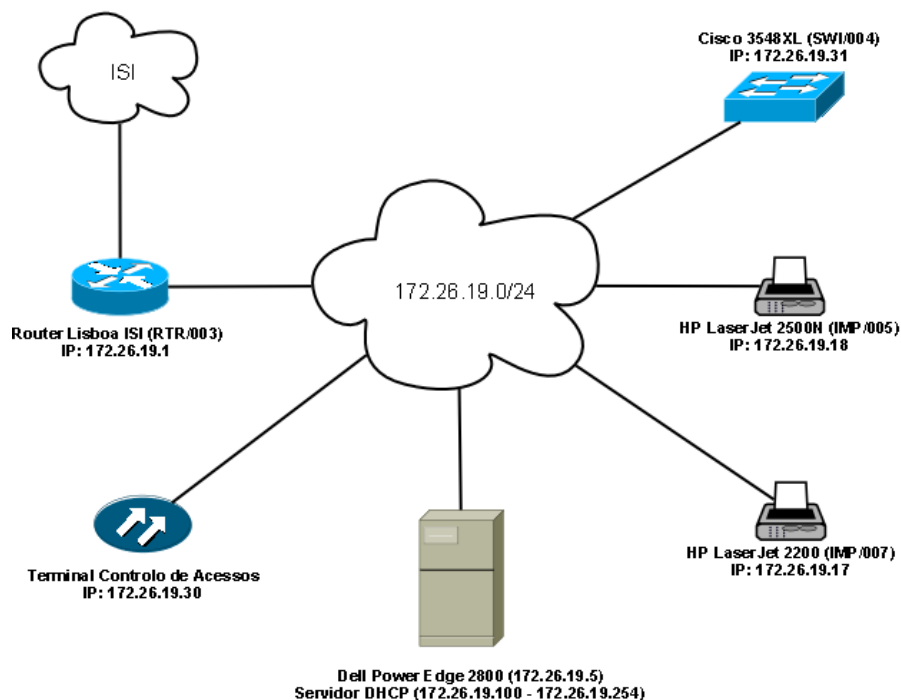 ISI
Cisco 3548XL (SWI/004)
IP: 172.26.19.31
172.26.19.0/24
Router Lisboa ISI (RTR/003)
IP: 172.26.19.1
HP LaserJet 2500N (IMP/005)
IP: 172.26.19.18
Terminal Controlo de Acessos
IP: 172.26.19.30
HP LaserJet 2200 (IMP/007)
IP: 172.26.19.17
Dell Power Edge 2800 (172.26.19.5)
Servidor DHCP (172.26.19.100 - 172.26.19.254)